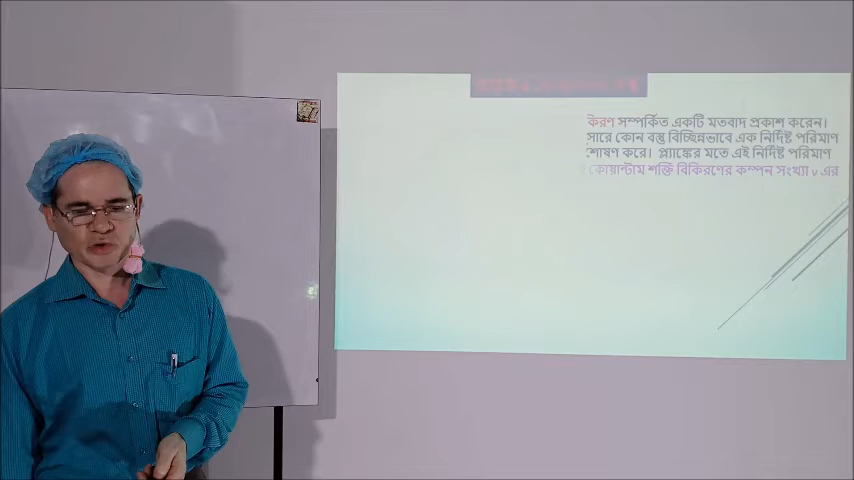 করণ সম্পর্কিত একটি মতবাদ প্রকাশ করেন।
সারে কোন বস্তু বিচ্ছিন্নভাবে এক নির্দিষ্ট পরিমাণ
শোষণ করে। প্ল্যাঙ্কের মতে এই নির্দিষ্ট পরিমাণ
কোয়ান্টাম শক্তি বিকিরণের কম্পন সংখ্যা ν এর